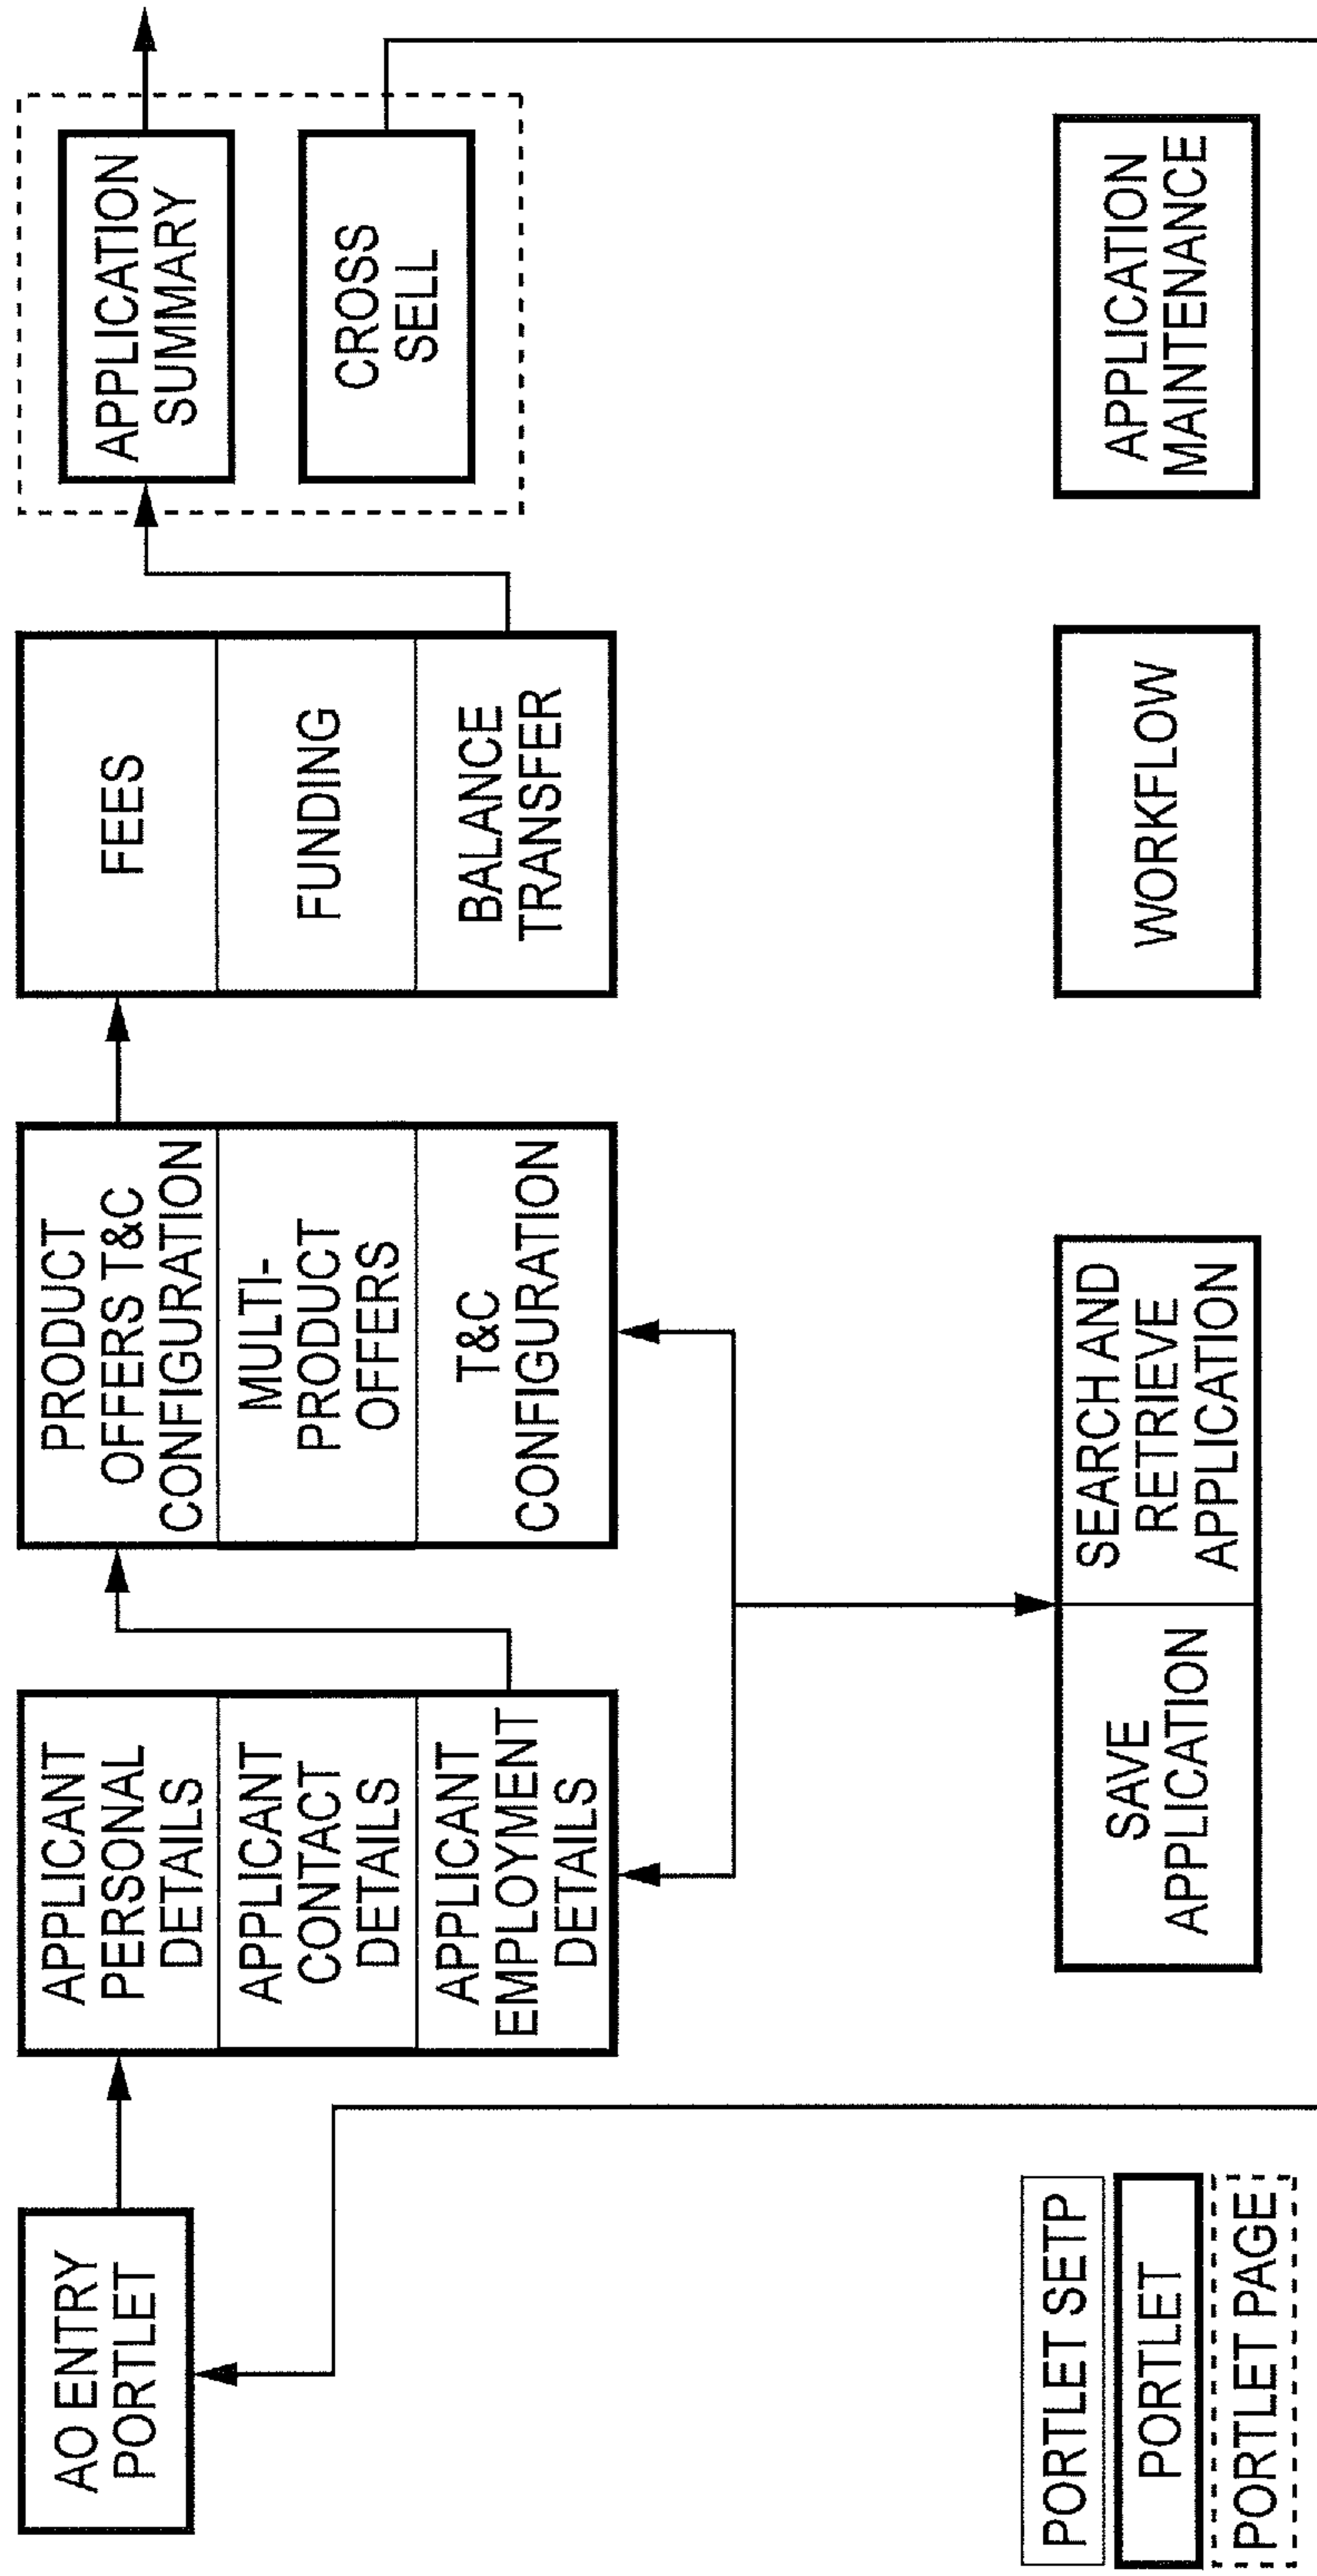 AO ENTRY
PORTLET
APPLICANT
PERSONAL
DETAILS
APPLICANT
CONTACT
DETAILS
APPLICANT
EMPLOYMENT
DETAILS
PRODUCT
OFFERS T&C
CONFIGURATION
MULTI-
PRODUCT
OFFERS
T&C
CONFIGURATION
FEES
FUNDING
BALANCE
TRANSFER
APPLICATION
SUMMARY
CROSS
SELL
PORTLET SETP
PORTLET
PORTLET PAGE
SAVE
APPLICATION
SEARCH AND
RETRIEVE
APPLICATION
WORKFLOW
APPLICATION
MAINTENANCE